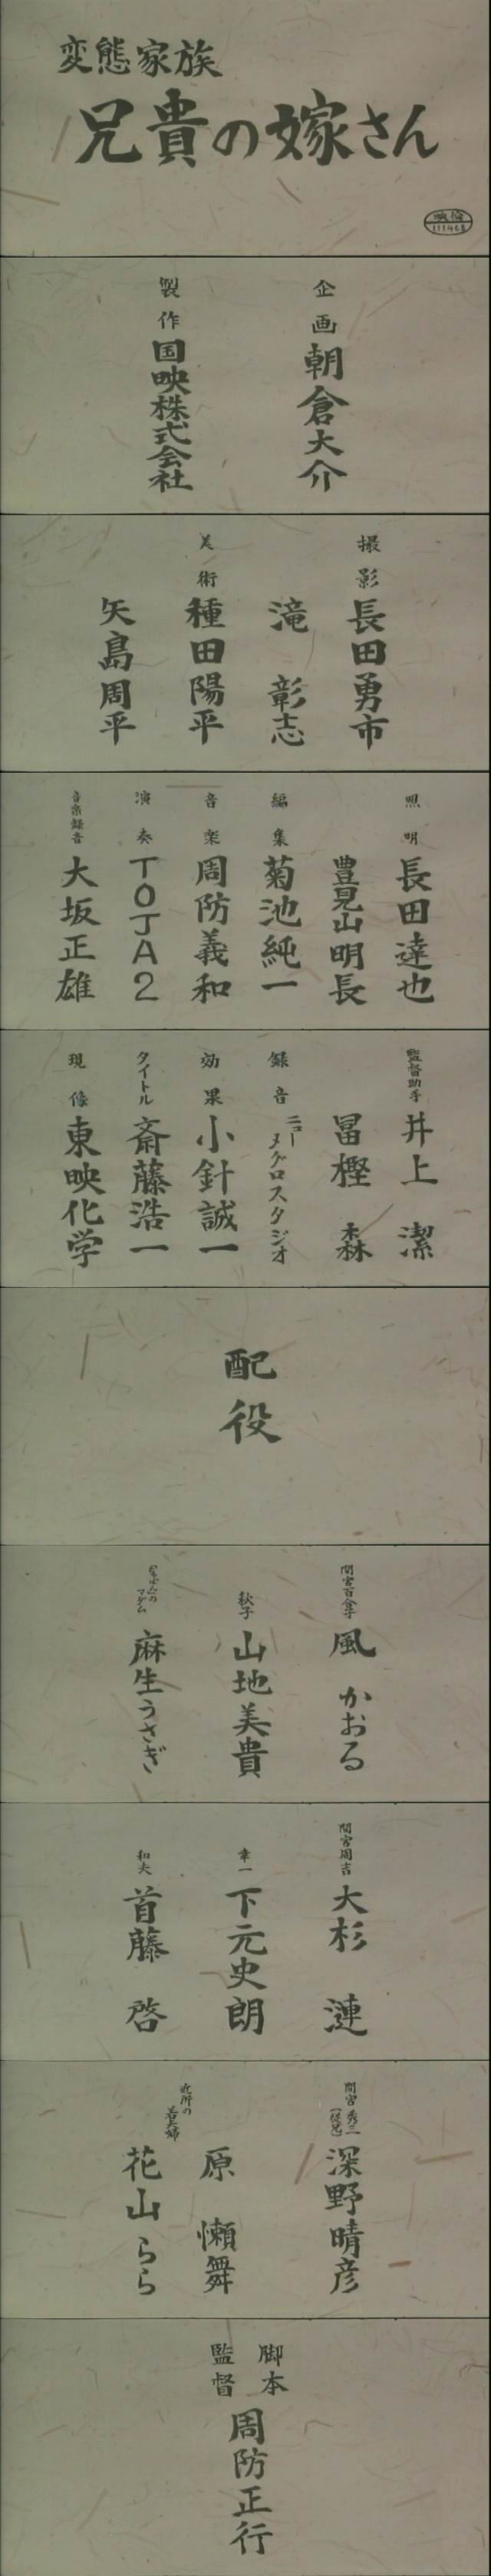 変態家族
兄貴の嫁さん
映倫
111468
企画 朝倉大介
製作 国映株式会社
撮影 長田勇市
滝 彰志
美術 種田陽平
矢島周平
照明 長田達也
豊見山明長
編集 菊池純一
音楽 周防義和
演奏 TOJA2
音楽録音 大坂正雄
監督助手 井上 潔
冨樫 森
録音 ニューメグロスタジオ
効果 小針誠一
タイトル 斎藤浩一
現像 東映化学
配役
間宮百合子 風 かおる
秋子 山地美貴
マダム 麻生うさぎ
間宮周吉 大杉 漣
幸一 下元史朗
和夫 首藤 啓
間宮秀三 深野晴彦
近所の若夫婦
原 懶舞
花山 らら
脚本
監督
周防正行